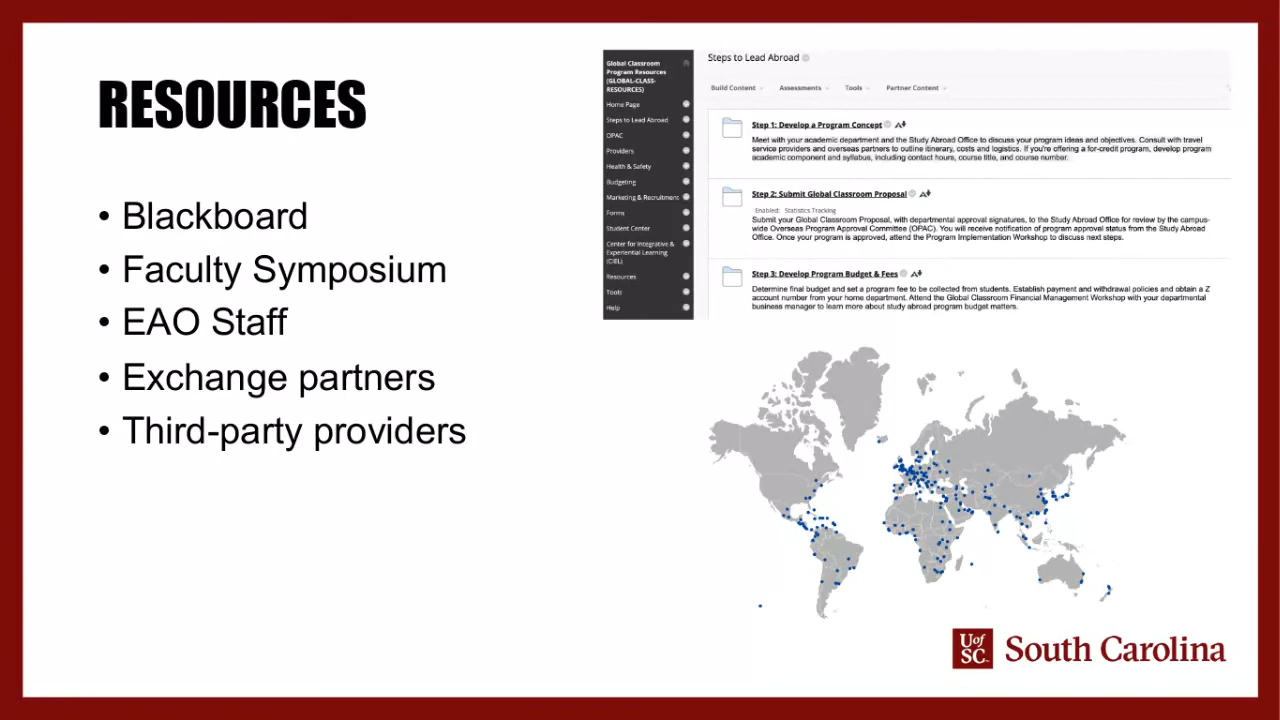 RESOURCES
• Blackboard
• Faculty Symposium
• EAO Staff
• Exchange partners
• Third-party providers
Global Classroom
Program Resources
(GLOBAL-CLASS-
RESOURCES)
Home Page
Steps to Lead Abroad
OPAC
Providers
Health & Safety
Budgeting
Marketing & Recruitment
Forms
Student Center
Center for Integrative &
Experiential Learning
(CIEL)
Resources
Tools
Help
Steps to Lead Abroad
Build Content
Assessments
Tools
Partner Content
Step 1: Develop a Program Concept
Meet with your academic department and the Study Abroad Office to discuss your program ideas and objectives. Consult with travel
service providers and overseas partners to outline itinerary, costs and logistics. If you're offering a for-credit program, develop program
academic component and syllabus, including contact hours, course title, and course number.
Step 2: Submit Global Classroom Proposal
Enabled: Statistics Tracking
Submit your Global Classroom Proposal, with departmental approval signatures, to the Study Abroad Office for review by the campus-
wide Overseas Program Approval Committee (OPAC). You will receive notification of program approval status from the Study Abroad
Office. Once your program is approved, attend the Program Implementation Workshop to discuss next steps.
Step 3: Develop Program Budget & Fees
Determine final budget and set a program fee to be collected from students. Establish payment and withdrawal policies and obtain a Z
account number from your home department. Attend the Global Classroom Financial Management Workshop with your departmental
business manager to learn more about study abroad program budget matters.
UofSC
South Carolina